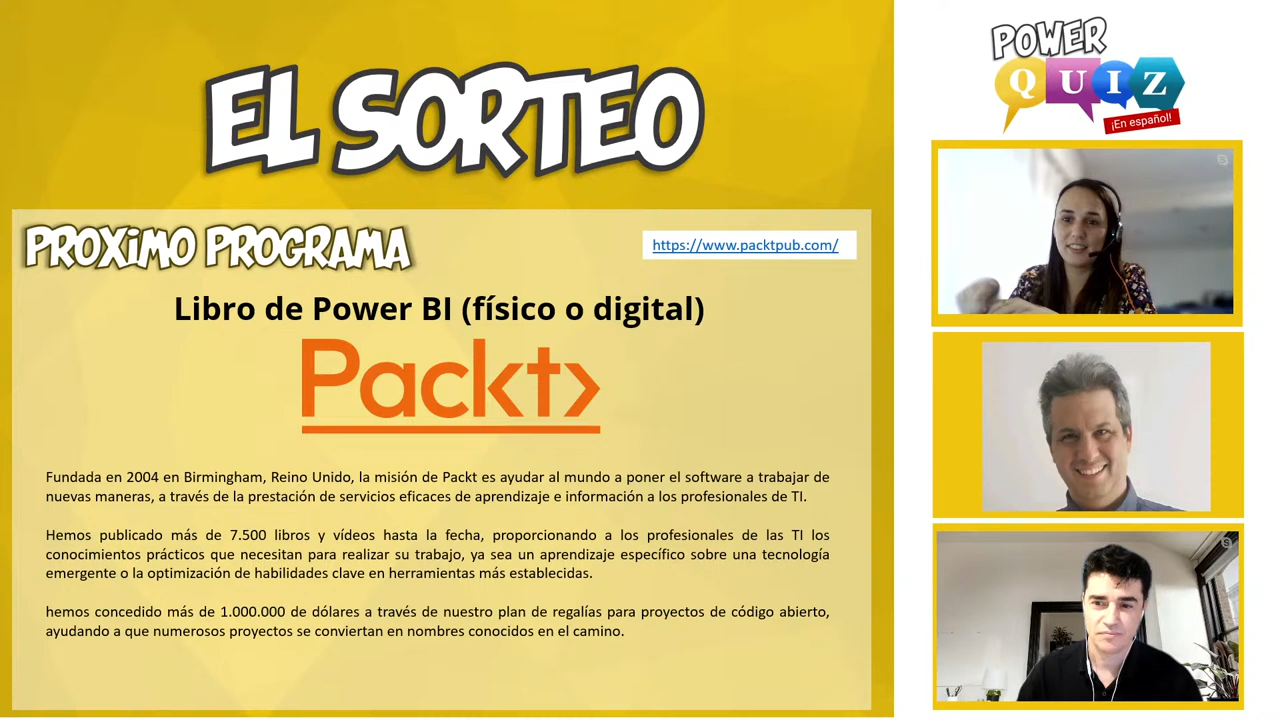 EL SORTEO
PROXIMO PROGRAMA
https://www.packtpub.com/
Libro de Power BI (físico o digital)
Packt
Fundada en 2004 en Birmingham, Reino Unido, la misión de Packt es ayudar al mundo a poner el software a trabajar de
nuevas maneras, a través de la prestación de servicios eficaces de aprendizaje e información a los profesionales de TI.
Hemos publicado más de 7.500 libros y vídeos hasta la fecha, proporcionando a los profesionales de las TI los
conocimientos prácticos que necesitan para realizar su trabajo, ya sea un aprendizaje específico sobre una tecnología
emergente o la optimización de habilidades clave en herramientas más establecidas.
hemos concedido más de 1.000.000 de dólares a través de nuestro plan de regalías para proyectos de código abierto,
ayudando a que numerosos proyectos se conviertan en nombres conocidos en el camino.
POWER
QUIZ
¡En español!